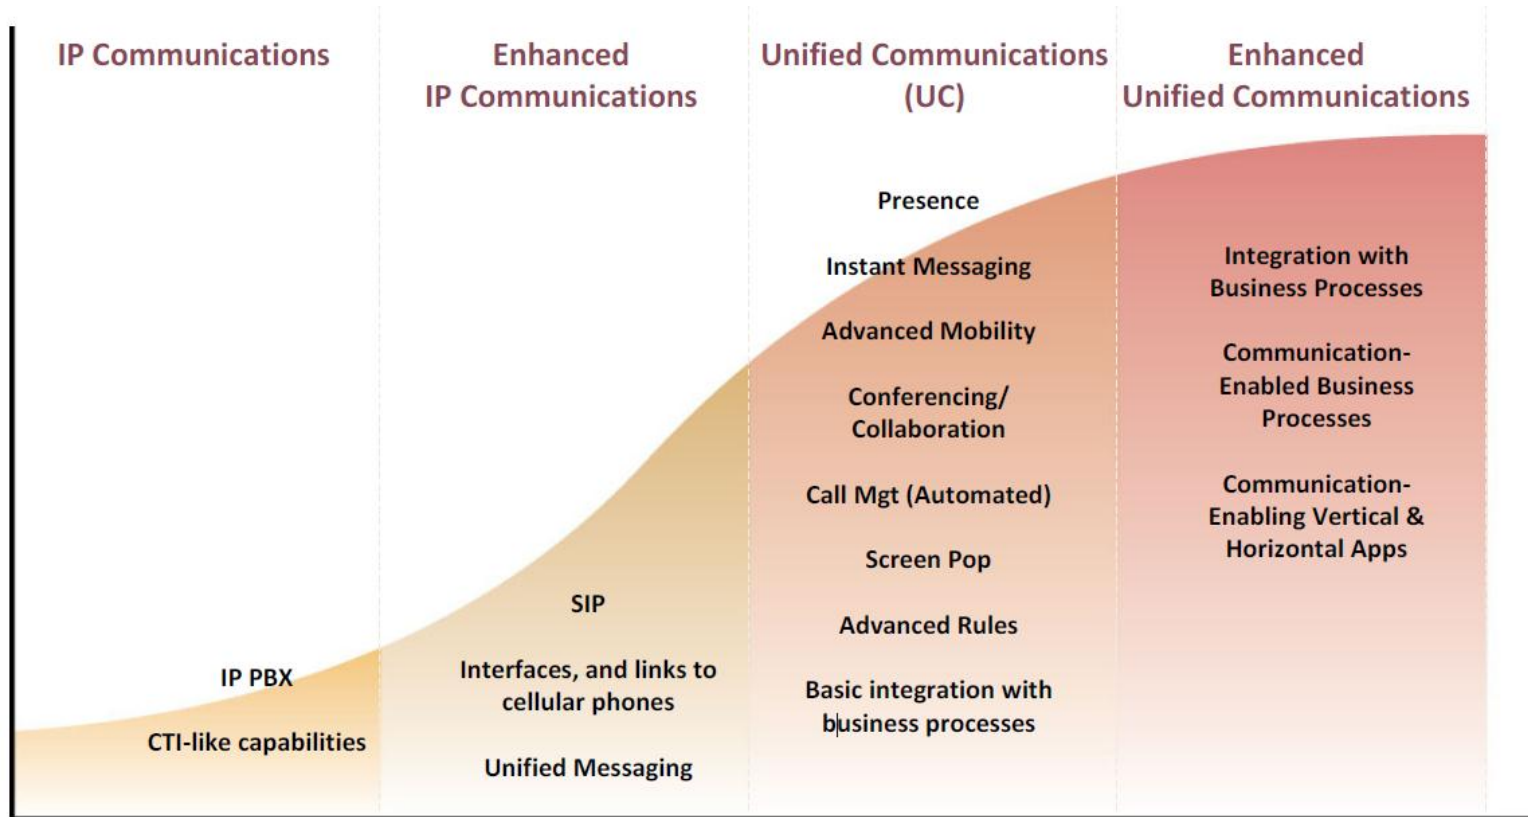 IP Communications
Enhanced
IP Communications
Unified Communications
(UC)
Enhanced
Unified Communications
IP PBX
CTI-like capabilities
SIP
Interfaces, and links to
cellular phones
Unified Messaging
Presence
Instant Messaging
Advanced Mobility
Conferencing/
Collaboration
Call Mgt (Automated)
Screen Pop
Advanced Rules
Basic integration with
business processes
Integration with
Business Processes
Communication-
Enabled Business
Processes
Communication-
Enabling Vertical &
Horizontal Apps